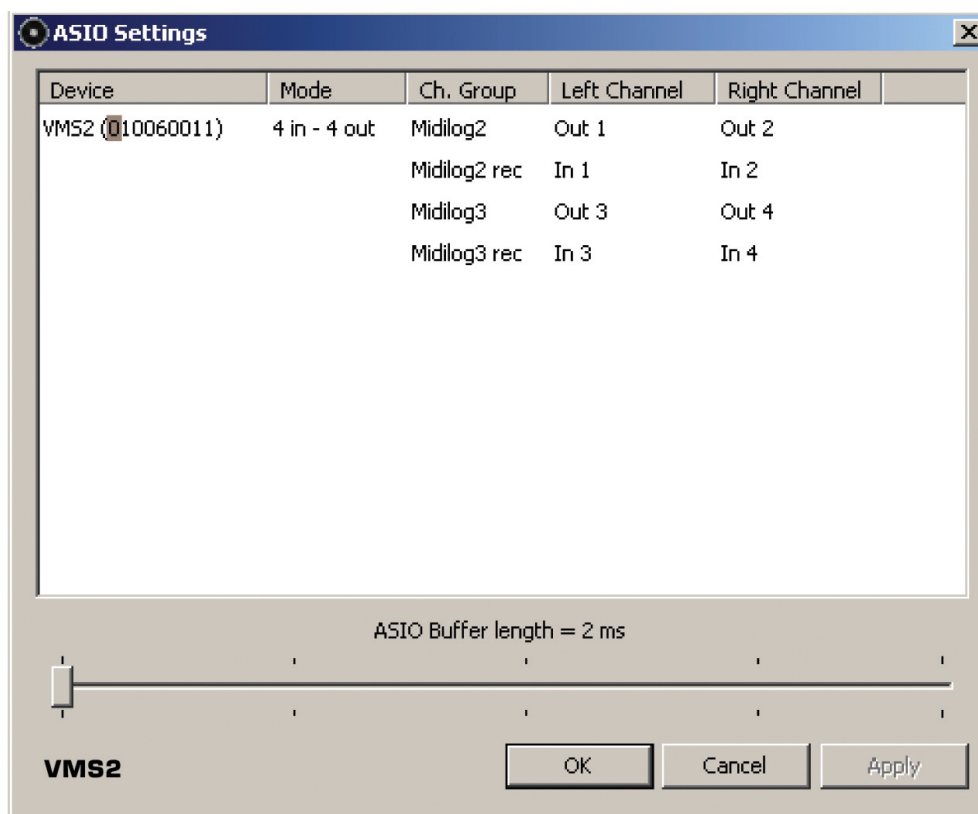 ASIO Settings
Device Mode Ch. Group Left Channel Right Channel
VMS2 (010060011) 4 in - 4 out Midilog2 Out 1 Out 2
Midilog2 rec In 1 In 2
Midilog3 Out 3 Out 4
Midilog3 rec In 3 In 4
ASIO Buffer length = 2 ms
VMS2 OK Cancel Apply